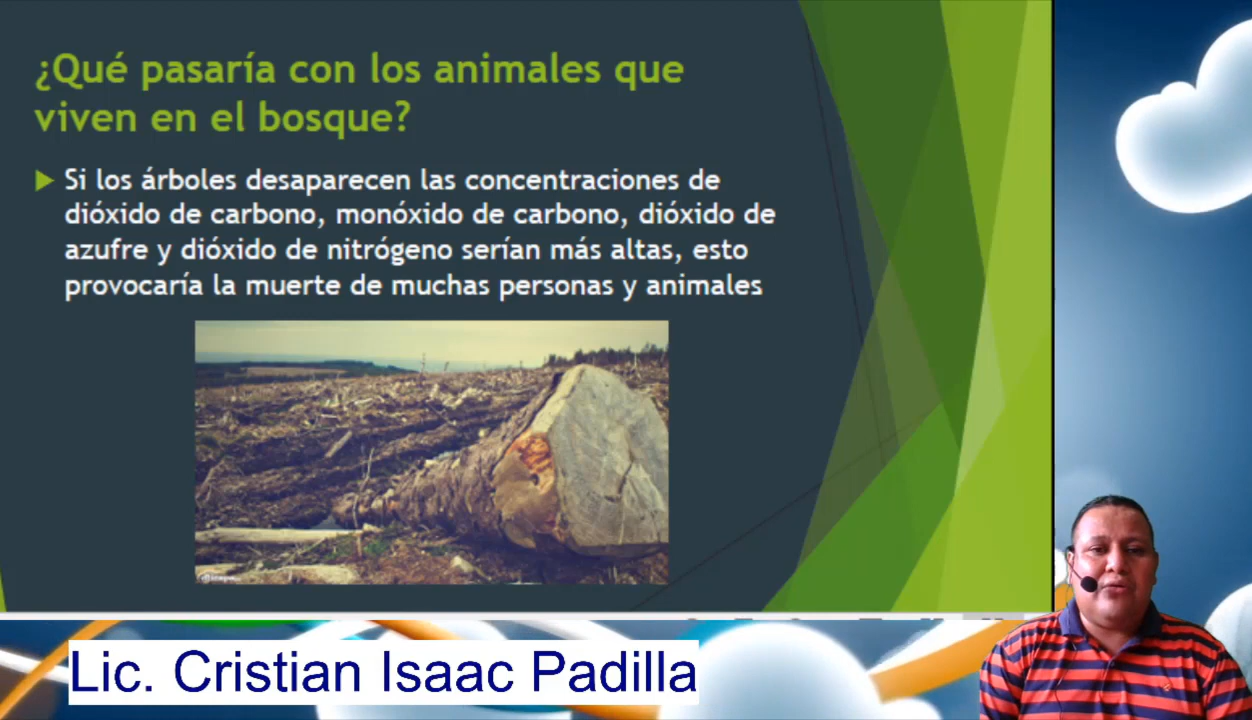 ¿Qué pasaría con los animales que
viven en el bosque?
Si los árboles desaparecen las concentraciones de
dióxido de carbono, monóxido de carbono, dióxido de
azufre y dióxido de nitrógeno serían más altas, esto
provocaría la muerte de muchas personas y animales
Lic. Cristian Isaac Padilla